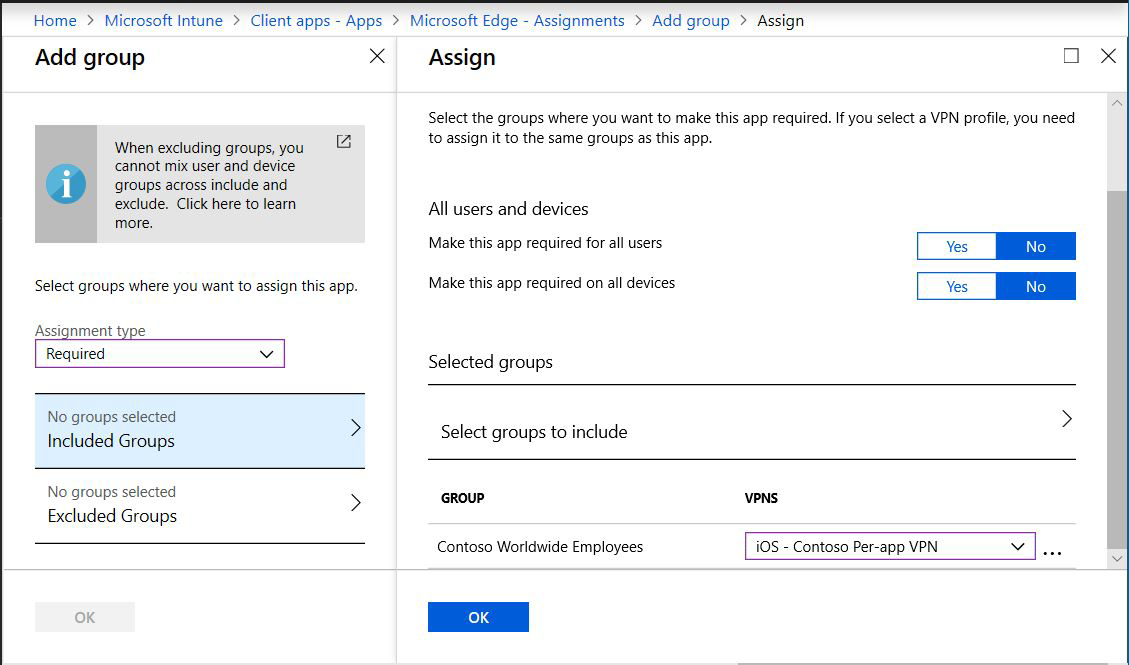 Home > Microsoft Intune > Client apps - Apps > Microsoft Edge - Assignments > Add group > Assign
Add group
When excluding groups, you
cannot mix user and device
groups across include and
exclude.  Click here to learn
more.
Select groups where you want to assign this app.
Assignment type
Required
No groups selected
Included Groups
No groups selected
Excluded Groups
OK
Assign
Select the groups where you want to make this app required. If you select a VPN profile, you need
to assign it to the same groups as this app.
All users and devices
Make this app required for all users
Yes No
Make this app required on all devices
Yes No
Selected groups
Select groups to include
GROUP VPNS
Contoso Worldwide Employees iOS - Contoso Per-app VPN ...
OK